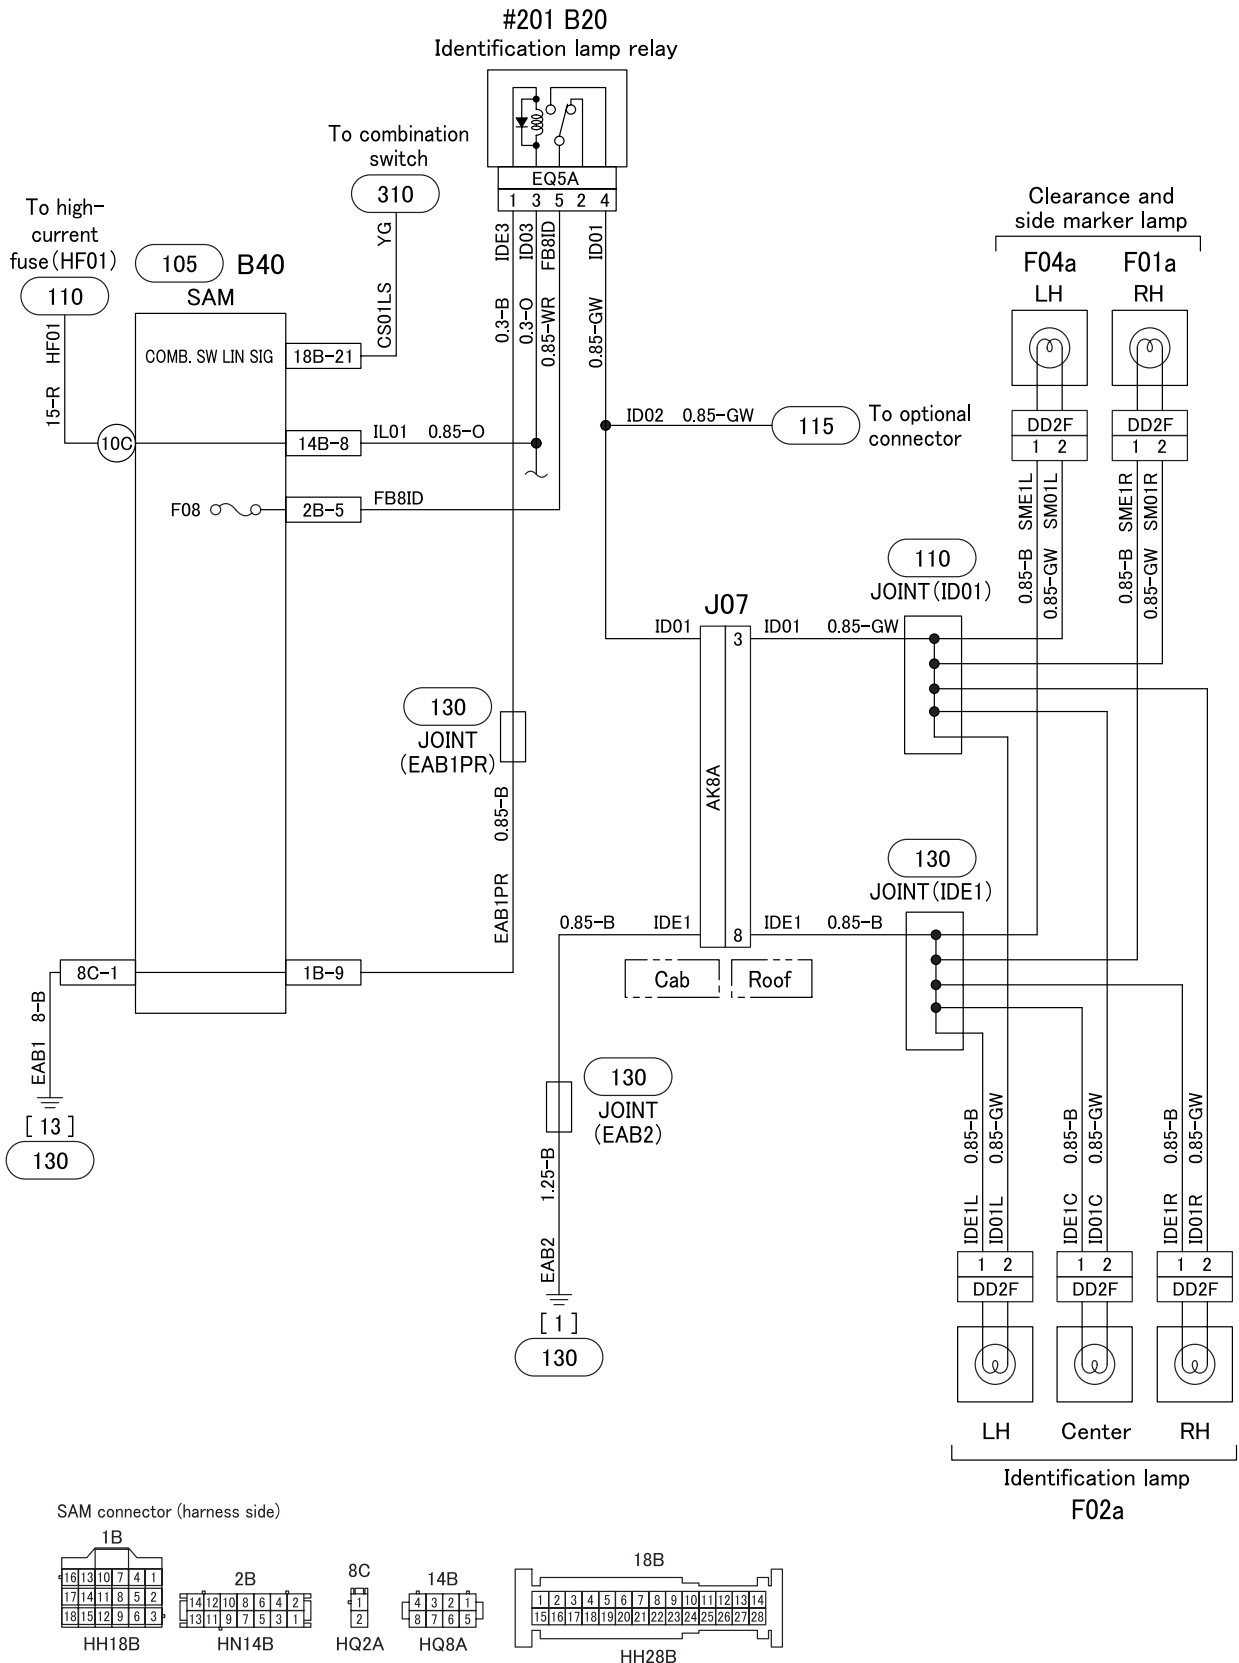 #201 B20
Identification lamp relay
EQ5A
1 3 5 2 4
To combination
switch
310
YG
CS01LS
To high-
current
fuse (HF01)
110
HF01
15-R
105 B40
SAM
COMB. SW LIN SIG
18B-21
10C
14B-8
IL01 0.85-O
F08
2B-5
FB8ID
IDE3
0.3-B
ID03
0.3-O
FB8ID
0.85-WR
ID01
0.85-GW
ID02 0.85-GW
115
To optional
connector
Clearance and
side marker lamp
F04a
LH
F01a
RH
DD2F
1 2
DD2F
1 2
SME1L
0.85-B
SM01L
0.85-GW
SME1R
0.85-B
SM01R
0.85-GW
110
JOINT (ID01)
J07
ID01
3
ID01 0.85-GW
AK8A
130
JOINT
(EAB1PR)
0.85-B
EAB1PR
130
JOINT (IDE1)
0.85-B IDE1
8
IDE1 0.85-B
Cab
Roof
8C-1
1B-9
8-B
EAB1
[ 13 ]
130
130
JOINT
(EAB2)
1.25-B
EAB2
[ 1 ]
130
0.85-B
IDE1L
0.85-GW
ID01L
0.85-B
IDE1C
0.85-GW
ID01C
0.85-B
IDE1R
0.85-GW
ID01R
1 2
DD2F
1 2
DD2F
1 2
DD2F
LH Center RH
Identification lamp
F02a
SAM connector (harness side)
1B
16 13 10 7 4 1
17 14 11 8 5 2
18 15 12 9 6 3
HH18B
2B
14 12 10 8 6 4 2
13 11 9 7 5 3 1
HN14B
8C
1
2
HQ2A
14B
4 3 2 1
8 7 6 5
HQ8A
18B
1 2 3 4 5 6 7 8 9 10 11 12 13 14
15 16 17 18 19 20 21 22 23 24 25 26 27 28
HH28B